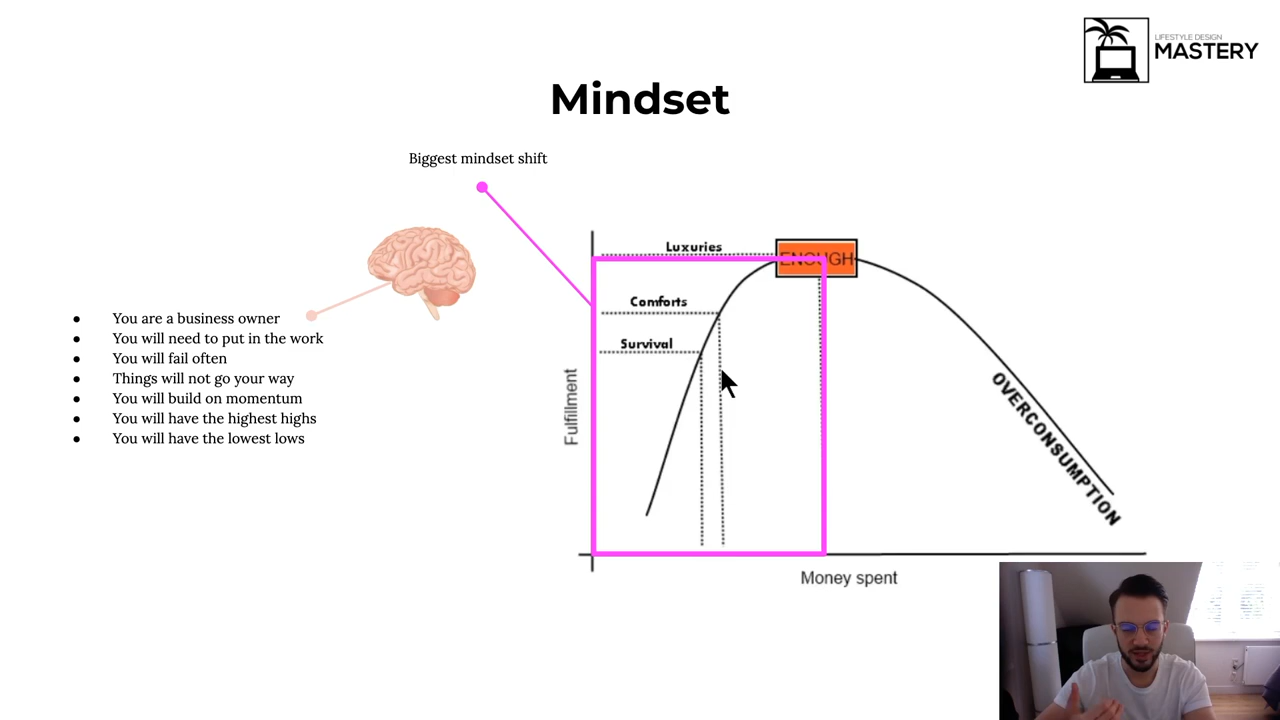 LIFESTYLE DESIGN
MASTERY
Mindset
Biggest mindset shift
● You are a business owner
● You will need to put in the work
● You will fail often
● Things will not go your way
● You will build on momentum
● You will have the highest highs
● You will have the lowest lows
Luxuries
ENOUGH
Comforts
Survival
Fulfillment
OVERCONSUMPTION
Money spent